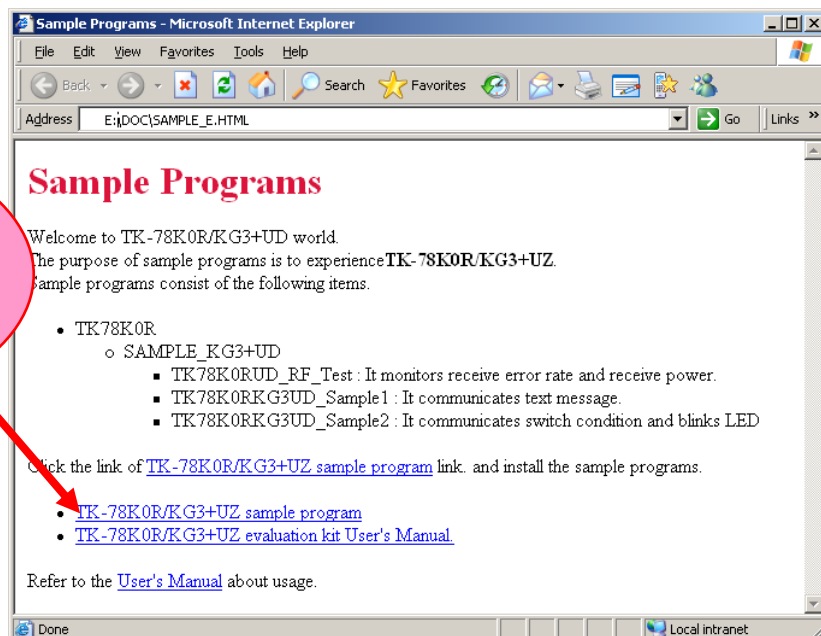 Sample Programs - Microsoft Internet Explorer
File Edit View Favorites Tools Help
Back Search Favorites
Address E:\DOC\SAMPLE_E.HTML Go Links »
Sample Programs
Welcome to TK-78K0R/KG3+UD world.
The purpose of sample programs is to experienceTK-78K0R/KG3+UZ.
Sample programs consist of the following items.
• TK78K0R
o SAMPLE_KG3+UD
▪ TK78K0RUD_RF_Test : It monitors receive error rate and receive power.
▪ TK78K0RKG3UD_Sample1 : It communicates text message.
▪ TK78K0RKG3UD_Sample2 : It communicates switch condition and blinks LED
Click the link of TK-78K0R/KG3+UZ sample program link. and install the sample programs.
• TK-78K0R/KG3+UZ sample program
• TK-78K0R/KG3+UZ evaluation kit User's Manual.
Refer to the User's Manual about usage.
Done Local intranet